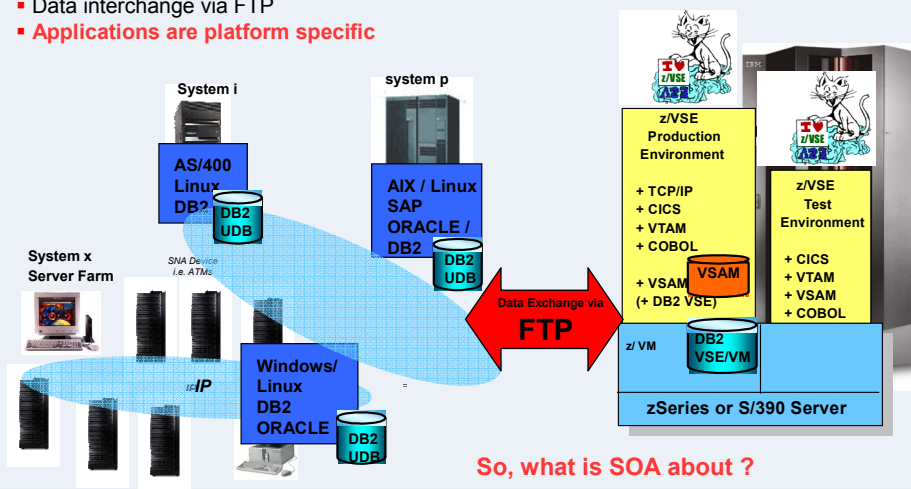 ▪ Data interchange via FTP
▪ Applications are platform specific
System i
AS/400
Linux
DB2
DB2
UDB
system p
AIX / Linux
SAP
ORACLE /
DB2
DB2
UDB
System x
Server Farm
SNA Device
i.e. ATMs
IP
Windows/
Linux
DB2
ORACLE
DB2
UDB
=
Data Exchange via
FTP
I ♥
z/VSE
z/VSE
Production
Environment
+ TCP/IP
+ CICS
+ VTAM
+ COBOL
+ VSAM
(+ DB2 VSE)
VSAM
IBM
I ♥
z/VSE
z/VSE
Test
Environment
+ CICS
+ VTAM
+ VSAM
+ COBOL
z/ VM
DB2
VSE/VM
zSeries or S/390 Server
So, what is SOA about ?